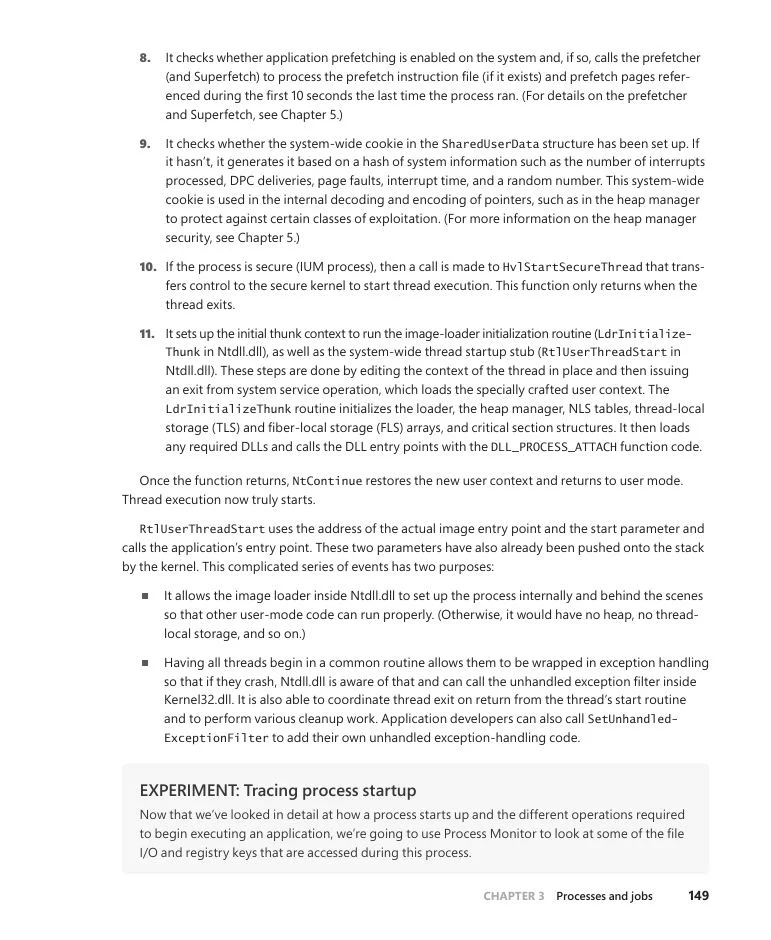 8. It checks whether application prefetching is enabled on the system and, if so, calls the prefetcher
(and Superfetch) to process the prefetch instruction file (if it exists) and prefetch pages refer-
enced during the first 10 seconds the last time the process ran. (For details on the prefetcher
and Superfetch, see Chapter 5.)
9. It checks whether the system-wide cookie in the SharedUserData structure has been set up. If
it hasn't, it generates it based on a hash of system information such as the number of interrupts
processed, DPC deliveries, page faults, interrupt time, and a random number. This system-wide
cookie is used in the internal decoding and encoding of pointers, such as in the heap manager
to protect against certain classes of exploitation. (For more information on the heap manager
security, see Chapter 5.)
10. If the process is secure (IUM process), then a call is made to HvlStartSecureThread that trans-
fers control to the secure kernel to start thread execution. This function only returns when the
thread exits.
11. It sets up the initial thunk context to run the image-loader initialization routine (LdrInitialize-
Thunk in Ntdll.dll), as well as the system-wide thread startup stub (RtlUserThreadStart in
Ntdll.dll). These steps are done by editing the context of the thread in place and then issuing
an exit from system service operation, which loads the specially crafted user context. The
LdrInitializeThunk routine initializes the loader, the heap manager, NLS tables, thread-local
storage (TLS) and fiber-local storage (FLS) arrays, and critical section structures. It then loads
any required DLLs and calls the DLL entry points with the DLL_PROCESS_ATTACH function code.
Once the function returns, NtContinue restores the new user context and returns to user mode.
Thread execution now truly starts.
RtlUserThreadStart uses the address of the actual image entry point and the start parameter and
calls the application's entry point. These two parameters have also already been pushed onto the stack
by the kernel. This complicated series of events has two purposes:
■ It allows the image loader inside Ntdll.dll to set up the process internally and behind the scenes
so that other user-mode code can run properly. (Otherwise, it would have no heap, no thread-
local storage, and so on.)
■ Having all threads begin in a common routine allows them to be wrapped in exception handling
so that if they crash, Ntdll.dll is aware of that and can call the unhandled exception filter inside
Kernel32.dll. It is also able to coordinate thread exit on return from the thread's start routine
and to perform various cleanup work. Application developers can also call SetUnhandled-
ExceptionFilter to add their own unhandled exception-handling code.
EXPERIMENT: Tracing process startup
Now that we've looked in detail at how a process starts up and the different operations required
to begin executing an application, we're going to use Process Monitor to look at some of the file
I/O and registry keys that are accessed during this process.
CHAPTER 3 Processes and jobs 149